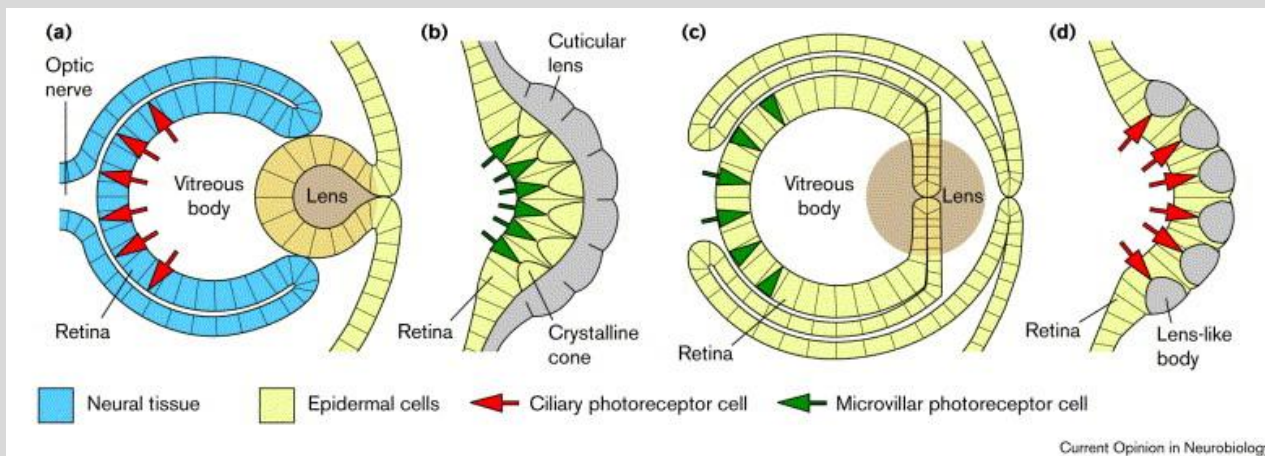 (a)
Optic
nerve
Vitreous
body
Lens
Retina
(b)
Cuticular
lens
Retina
Crystalline
cone
(c)
Vitreous
body
Lens
Retina
(d)
Retina
Lens-like
body
Neural tissue
Epidermal cells
Ciliary photoreceptor cell
Microvillar photoreceptor cell
Current Opinion in Neurobiology